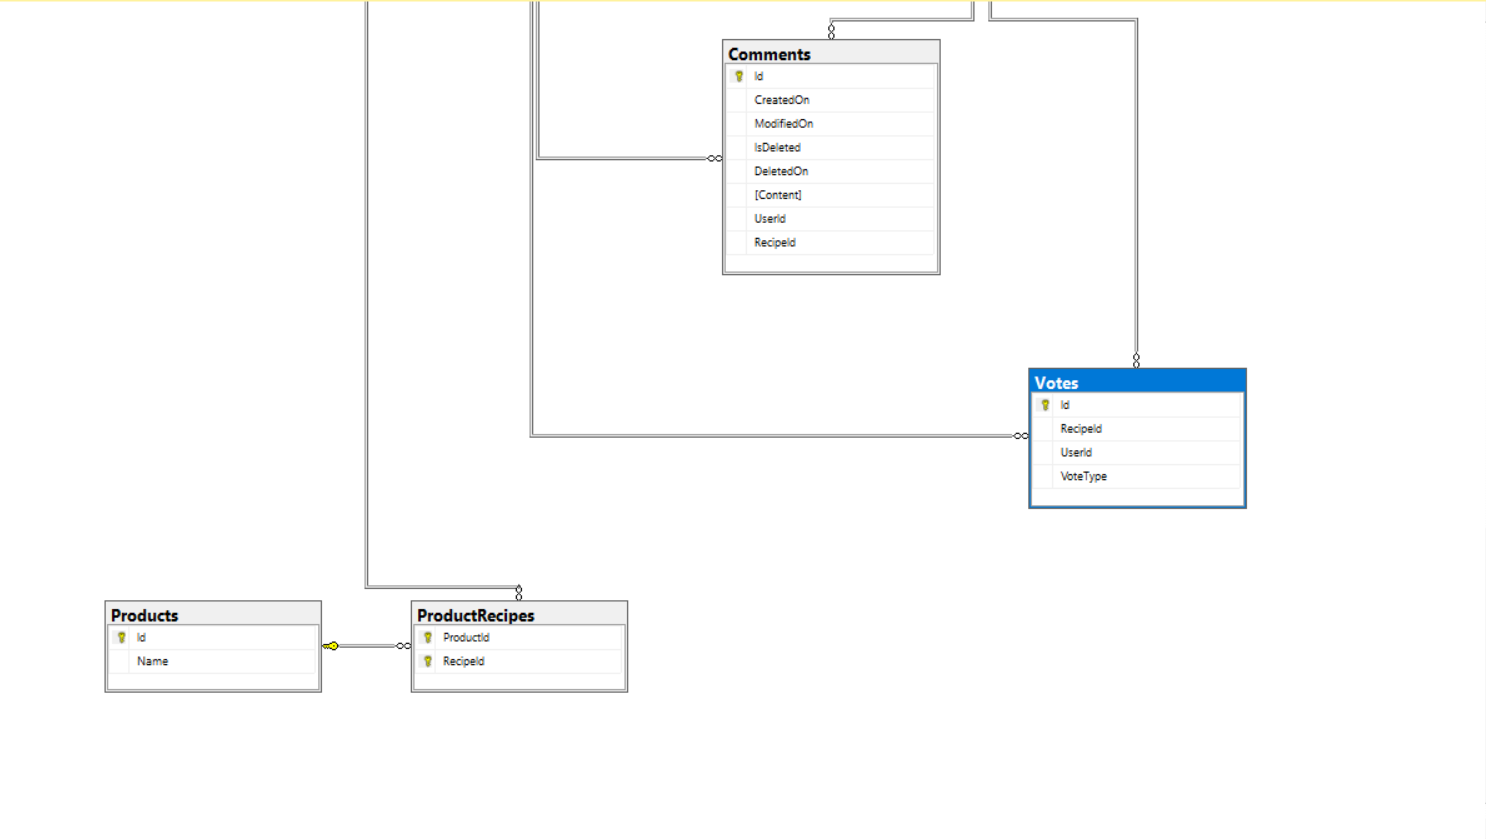 Comments
Id
CreatedOn
ModifiedOn
IsDeleted
DeletedOn
[Content]
UserId
RecipeId
Votes
Id
RecipeId
UserId
VoteType
Products
Id
Name
ProductRecipes
ProductId
RecipeId